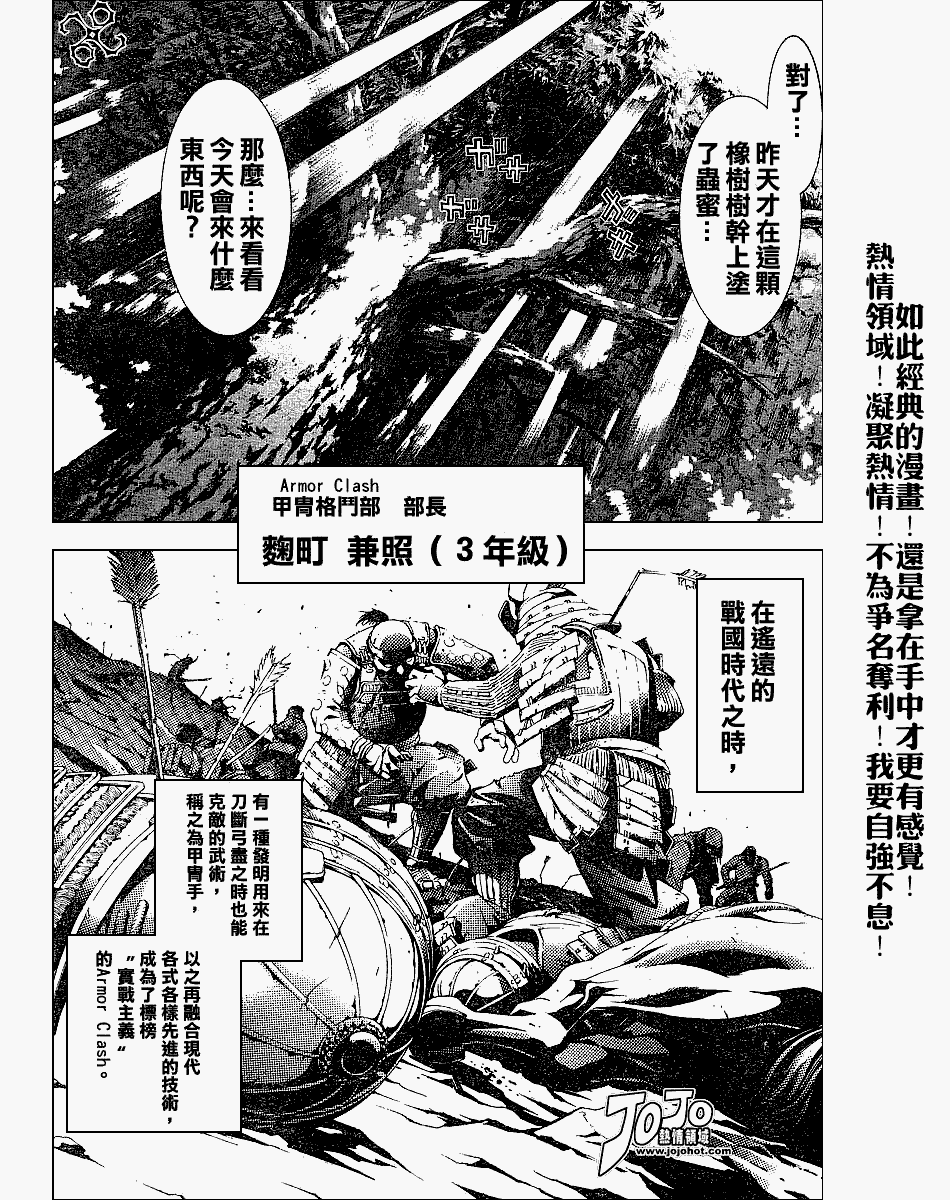 對了…
昨天才在這顆
橡樹樹幹上塗
了蟲蜜…
ザザ
ザザ
ザザ
那麼…來看看
今天會來什麼
東西呢？
Armor Clash
甲冑格鬥部　部長
麴町 兼照（３年級）
在遙遠的
戰國時代之時，
有一種發明用來在
刀斷弓盡之時也能
克敵的武術，
稱之為甲冑手，
以之再融合現代
各式各樣先進的技術，
成為了標榜
〝實戰主義〞
的Armor Clash。
如此經典的漫畫！還是拿在手中才更有感覺！
熱情領域！凝聚熱情！不為爭名奪利！我要自強不息！
JOJO
熱情領域
www.jojohot.com